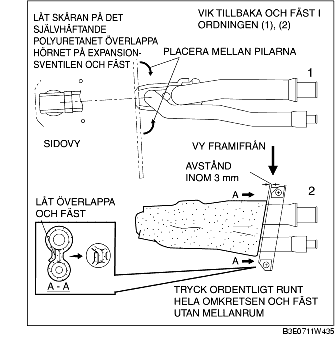 LÅT SKÅRAN PÅ DET
SJÄLVHÄFTANDE
POLYURETANET ÖVERLAPPA
HÖRNET PÅ EXPANSION-
SVENTILEN OCH FÄST
VIK TILLBAKA OCH FÄST I
ORDNINGEN (1), (2)
PLACERA MELLAN PILARNA
1
SIDOVY
VY FRAMIFRÅN
AVSTÅND
INOM 3 mm
A
2
LÅT ÖVERLAPPA
OCH FÄST
A - A
A
TRYCK ORDENTLIGT RUNT
HELA OMKRETSEN OCH FÄST
UTAN MELLANRUM
B3E0711W435